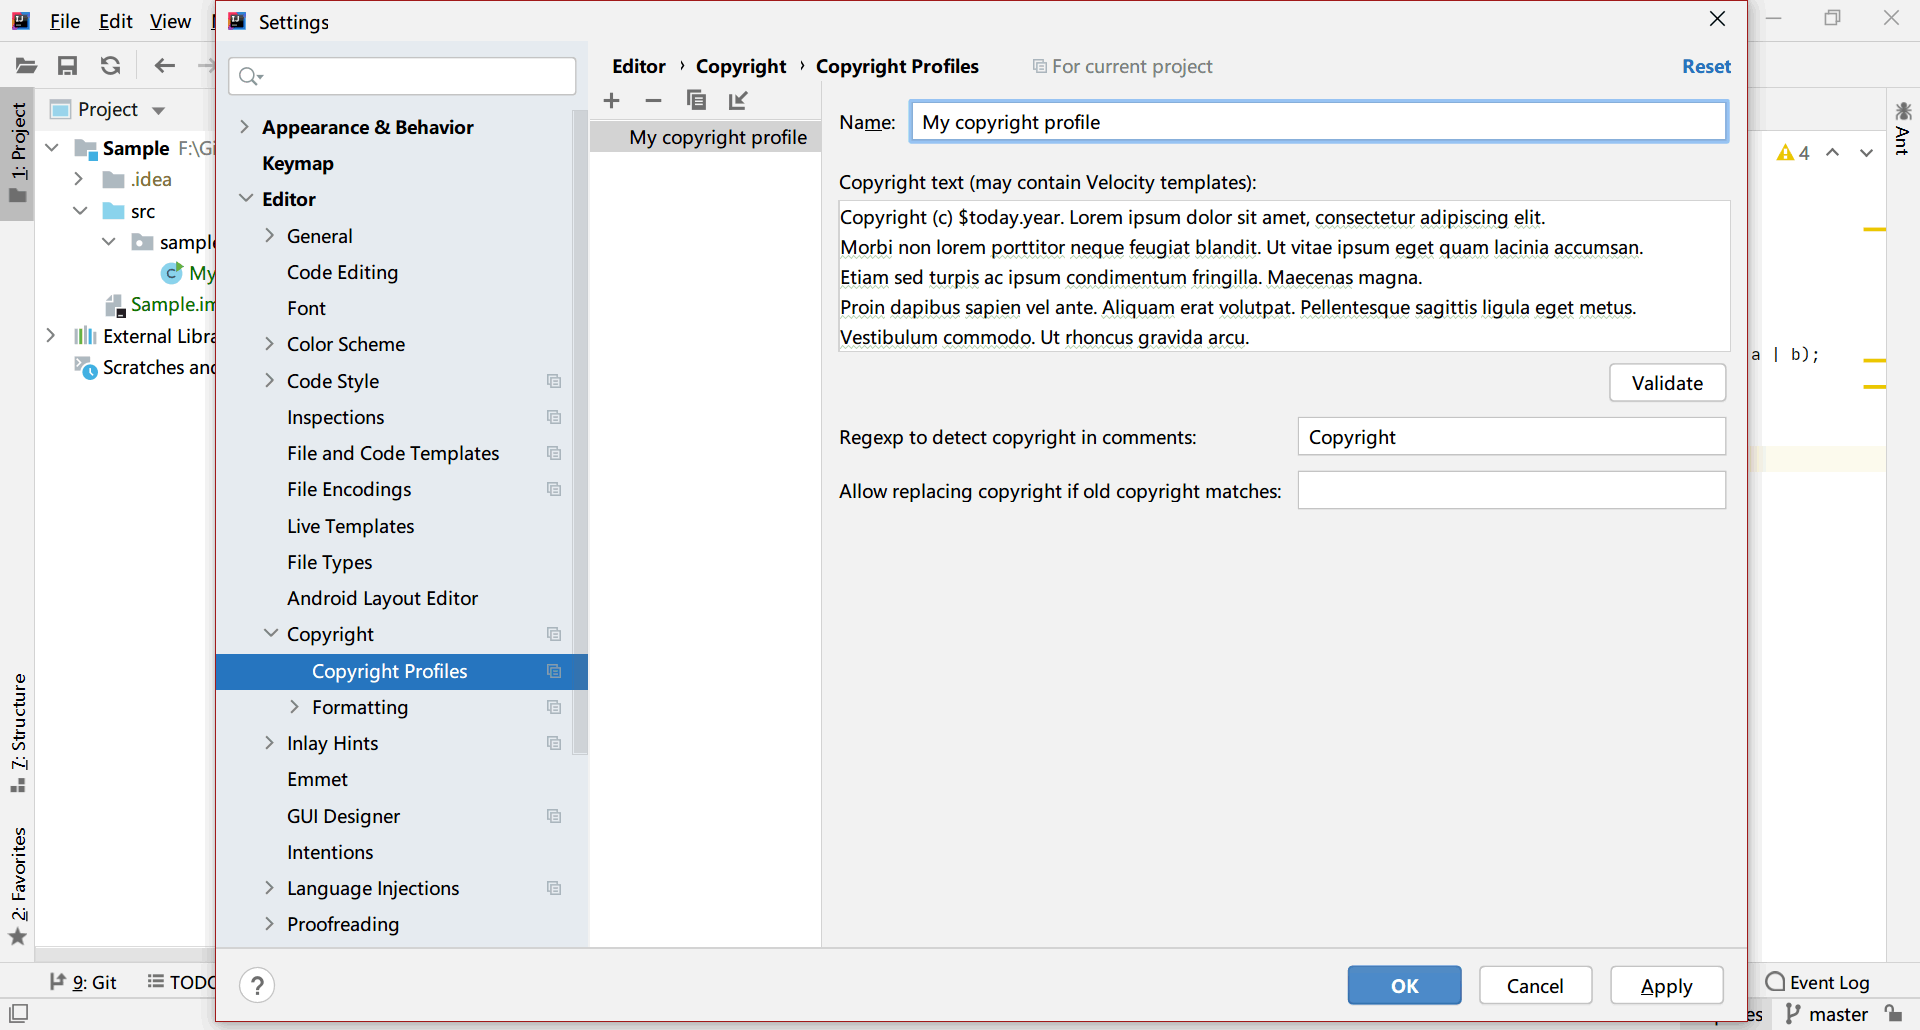 File Edit View
Settings
Project
1: Project
Sample F:\Gi
.idea
src
sample
My
Sample.im
External Libra
Scratches and
7: Structure
2: Favorites
Appearance & Behavior
Keymap
Editor
General
Code Editing
Font
Color Scheme
Code Style
Inspections
File and Code Templates
File Encodings
Live Templates
File Types
Android Layout Editor
Copyright
Copyright Profiles
Formatting
Inlay Hints
Emmet
GUI Designer
Intentions
Language Injections
Proofreading
Editor › Copyright › Copyright Profiles For current project Reset
My copyright profile
Name: My copyright profile
Copyright text (may contain Velocity templates):
Copyright (c) $today.year. Lorem ipsum dolor sit amet, consectetur adipiscing elit.
Morbi non lorem porttitor neque feugiat blandit. Ut vitae ipsum eget quam lacinia accumsan.
Etiam sed turpis ac ipsum condimentum fringilla. Maecenas magna.
Proin dapibus sapien vel ante. Aliquam erat volutpat. Pellentesque sagittis ligula eget metus.
Vestibulum commodo. Ut rhoncus gravida arcu.
Validate
Regexp to detect copyright in comments: Copyright
Allow replacing copyright if old copyright matches:
? OK Cancel Apply
4
Ant
a | b);
9: Git TODO Event Log
es master